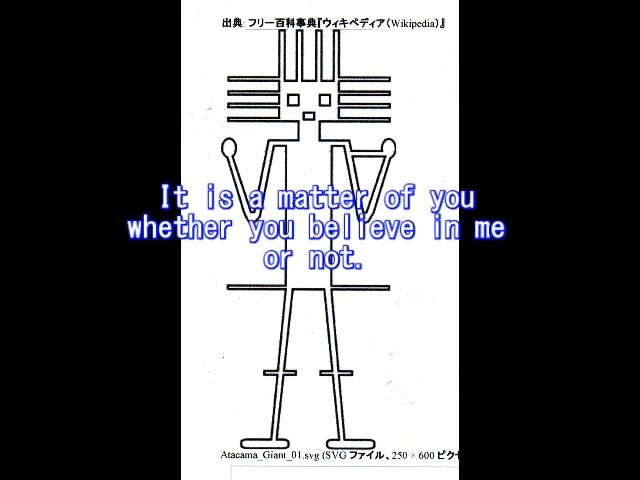 出典: フリー百科事典『ウィキペディア(Wikipedia)』
It is a matter of you
whether you believe in me
or not.
Atacama_Giant_01.svg (SVG ファイル、250 × 600 ピクセ